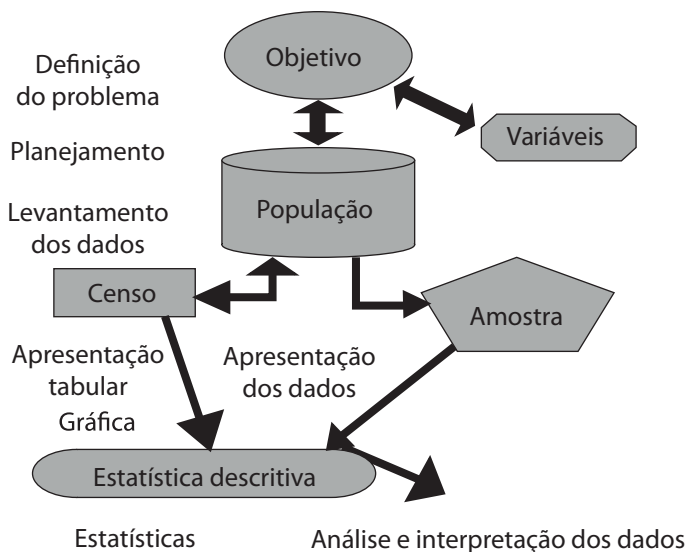 Objetivo
Definição
do problema
Variáveis
Planejamento
População
Levantamento
dos dados
Censo
Amostra
Apresentação
tabular
Gráfica
Apresentação
dos dados
Estatística descritiva
Estatísticas
Análise e interpretação dos dados